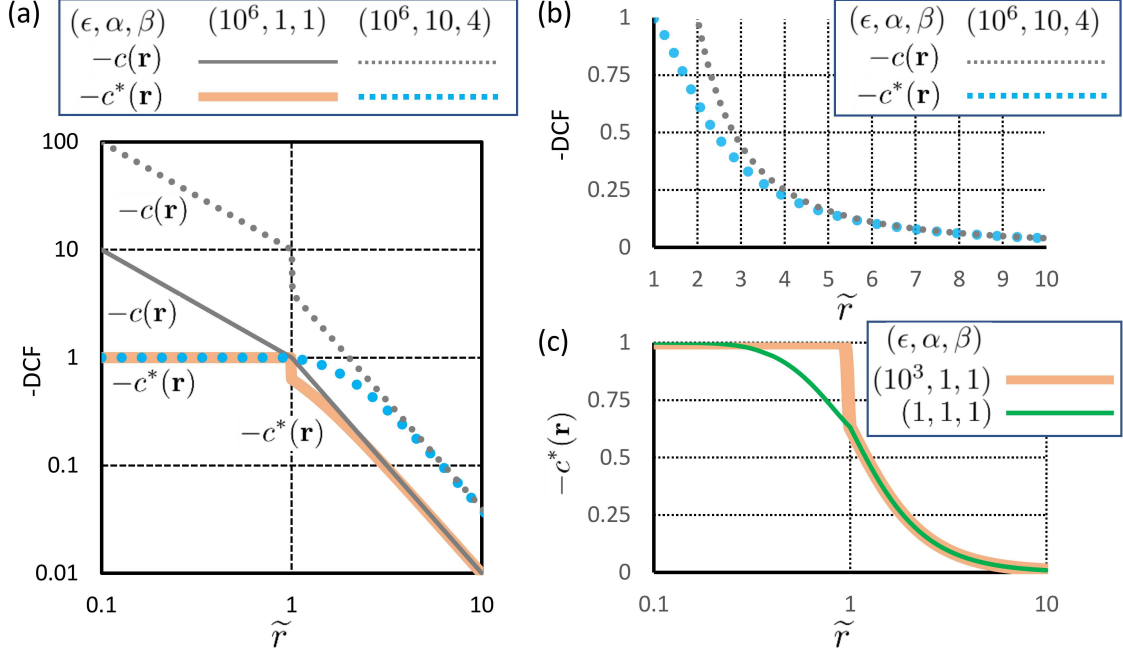 (a)
(ϵ, α, β) (10⁶, 1, 1) (10⁶, 10, 4)
−c(r)
−c*(r)
-DCF
100
10
1
0.1
0.01
−c(r)
−c(r)
−c*(r)
−c*(r)
0.1 1 10
r̃
(b)
(ϵ, α, β) (10⁶, 10, 4)
−c(r)
−c*(r)
-DCF
1
0.75
0.5
0.25
0
1 2 3 4 5 6 7 8 9 10
r̃
(c)
(ϵ, α, β)
(10³, 1, 1)
(1, 1, 1)
−c*(r)
1
0.75
0.5
0.25
0
0.1 1 10
r̃